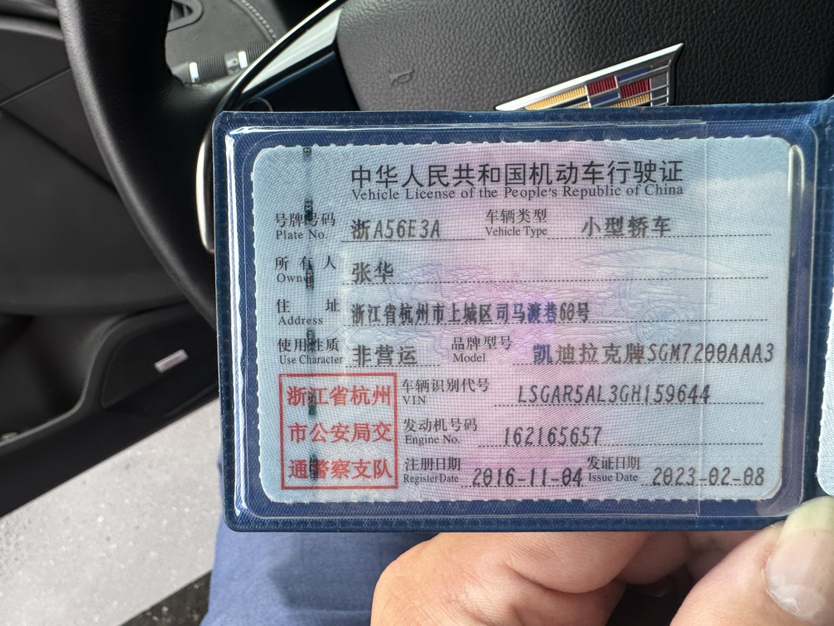 中华人民共和国机动车行驶证
Vehicle License of the People's Republic of China
号牌号码 浙A56E3A 车辆类型 小型轿车
Plate No. Vehicle Type
所有人 张华
Owner
住址 浙江省杭州市上城区司马渡巷60号
Address
使用性质 非营运 品牌型号 凯迪拉克牌SGM7200AAA3
Use Character Model
浙江省杭州
市公安局交
通警察支队
车辆识别代号 LSGAR5AL3GH159644
VIN
发动机号码 162165657
Engine No.
注册日期 2016-11-04 发证日期 2023-02-08
Register Date Issue Date